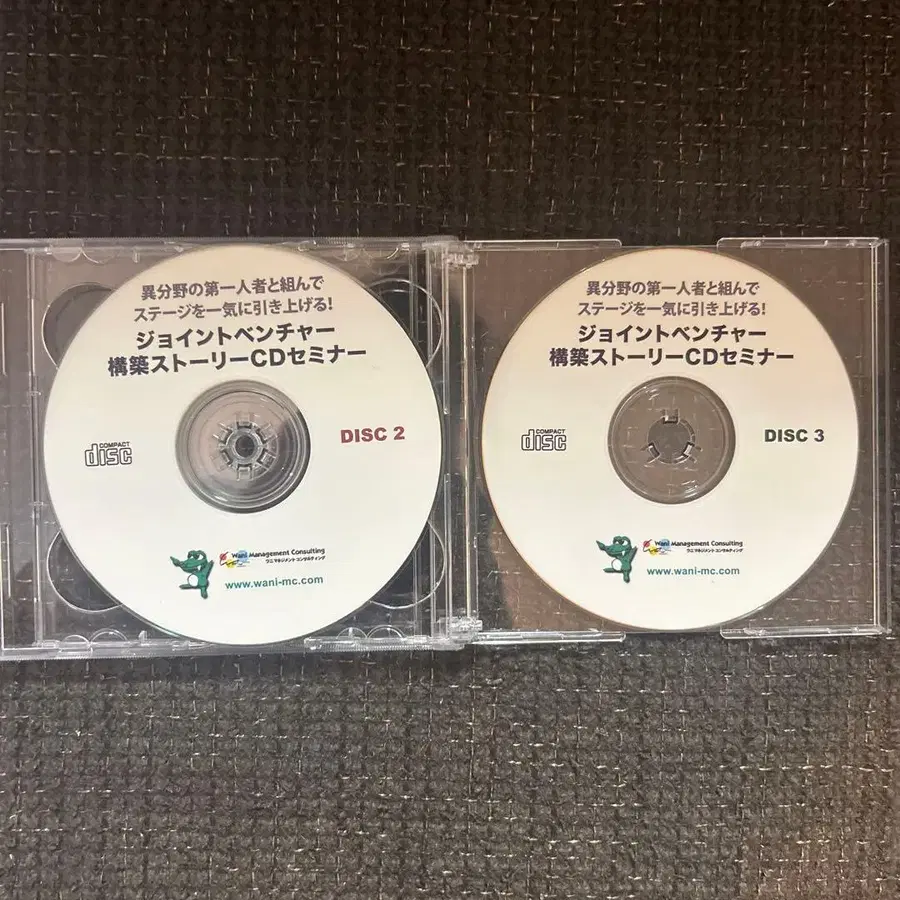 異分野の第一人者と組んで
ステージを一気に引き上げる!
ジョイントベンチャー
構築ストーリーCDセミナー
COMPACT
disc
DISC 2
Wani Management Consulting
ワニマネジメントコンサルティング
www.wani-mc.com
異分野の第一人者と組んで
ステージを一気に引き上げる!
ジョイントベンチャー
構築ストーリーCDセミナー
COMPACT
disc
DISC 3
Wani Management Consulting
ワニマネジメントコンサルティング
www.wani-mc.com